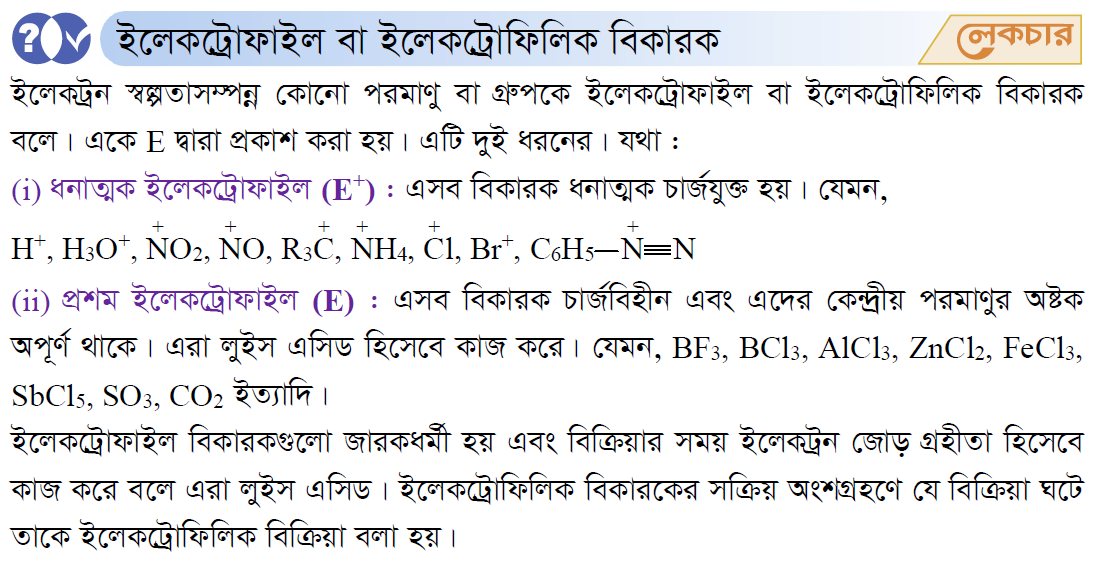 ইলেকট্রোফাইল বা ইলেকট্রোফিলিক বিকারক
লেকচার
ইলেকট্রন স্বল্পতাসম্পন্ন কোনো পরমাণু বা গ্রুপকে ইলেকট্রোফাইল বা ইলেকট্রোফিলিক বিকারক
বলে। একে E দ্বারা প্রকাশ করা হয়। এটি দুই ধরনের। যথা :
(i) ধনাত্মক ইলেকট্রোফাইল (E⁺) : এসব বিকারক ধনাত্মক চার্জযুক্ত হয়। যেমন,
H⁺, H₃O⁺, N⁺O₂, N⁺O, R₃C⁺, N⁺H₄, C⁺l, Br⁺, C₆H₅—N⁺≡N
(ii) প্রশম ইলেকট্রোফাইল (E) : এসব বিকারক চার্জবিহীন এবং এদের কেন্দ্রীয় পরমাণুর অষ্টক
অপূর্ণ থাকে। এরা লুইস এসিড হিসেবে কাজ করে। যেমন, BF₃, BCl₃, AlCl₃, ZnCl₂, FeCl₃,
SbCl₅, SO₃, CO₂ ইত্যাদি।
ইলেকট্রোফাইল বিকারকগুলো জারকধর্মী হয় এবং বিক্রিয়ার সময় ইলেকট্রন জোড় গ্রহীতা হিসেবে
কাজ করে বলে এরা লুইস এসিড। ইলেকট্রোফিলিক বিকারকের সক্রিয় অংশগ্রহণে যে বিক্রিয়া ঘটে
তাকে ইলেকট্রোফিলিক বিক্রিয়া বলা হয়।